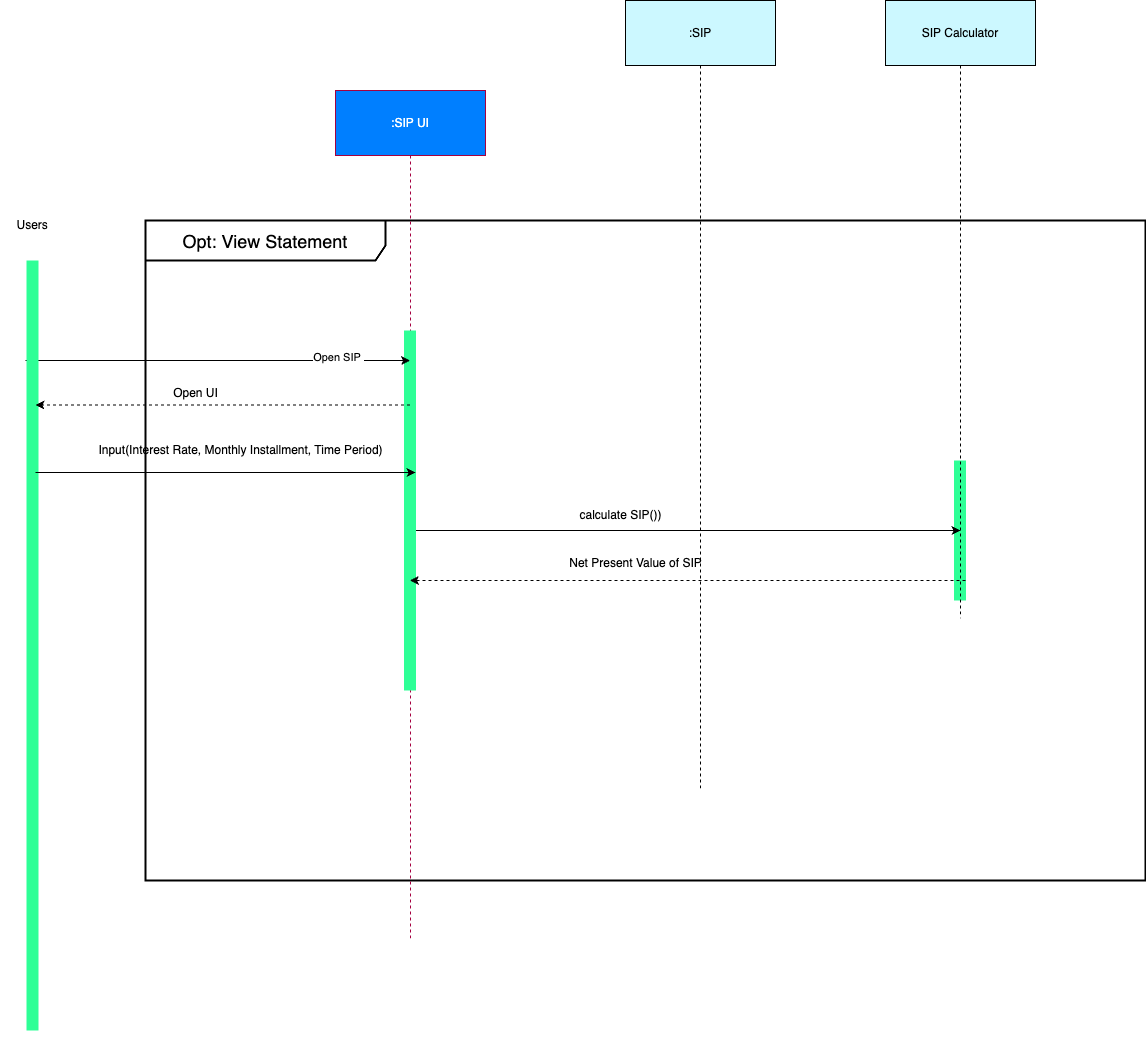 :SIP
SIP Calculator
:SIP UI
Users
Opt: View Statement
Open SIP
Open UI
Input(Interest Rate, Monthly Installment, Time Period)
calculate SIP())
Net Present Value of SIP